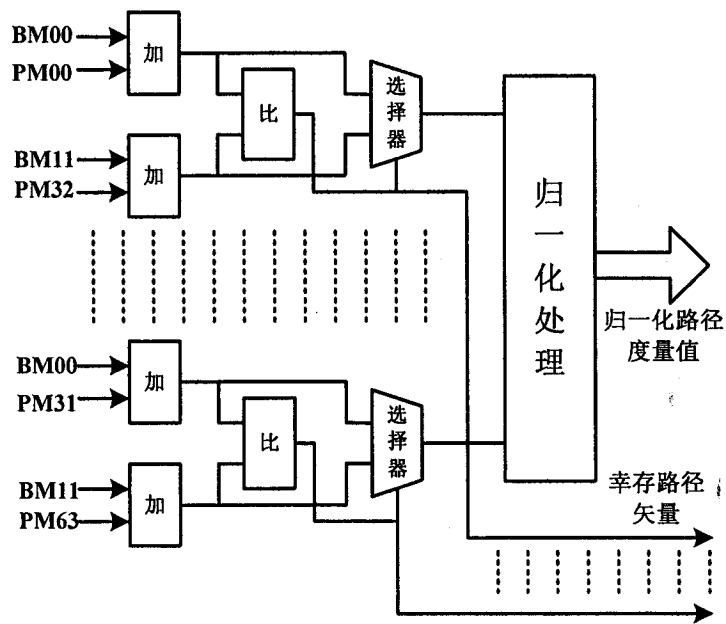 BM00
PM00
加
比
选择器
BM11
PM32
加
归一化处理
归一化路径
度量值
BM00
PM31
加
比
选择器
BM11
PM63
加
幸存路径
矢量